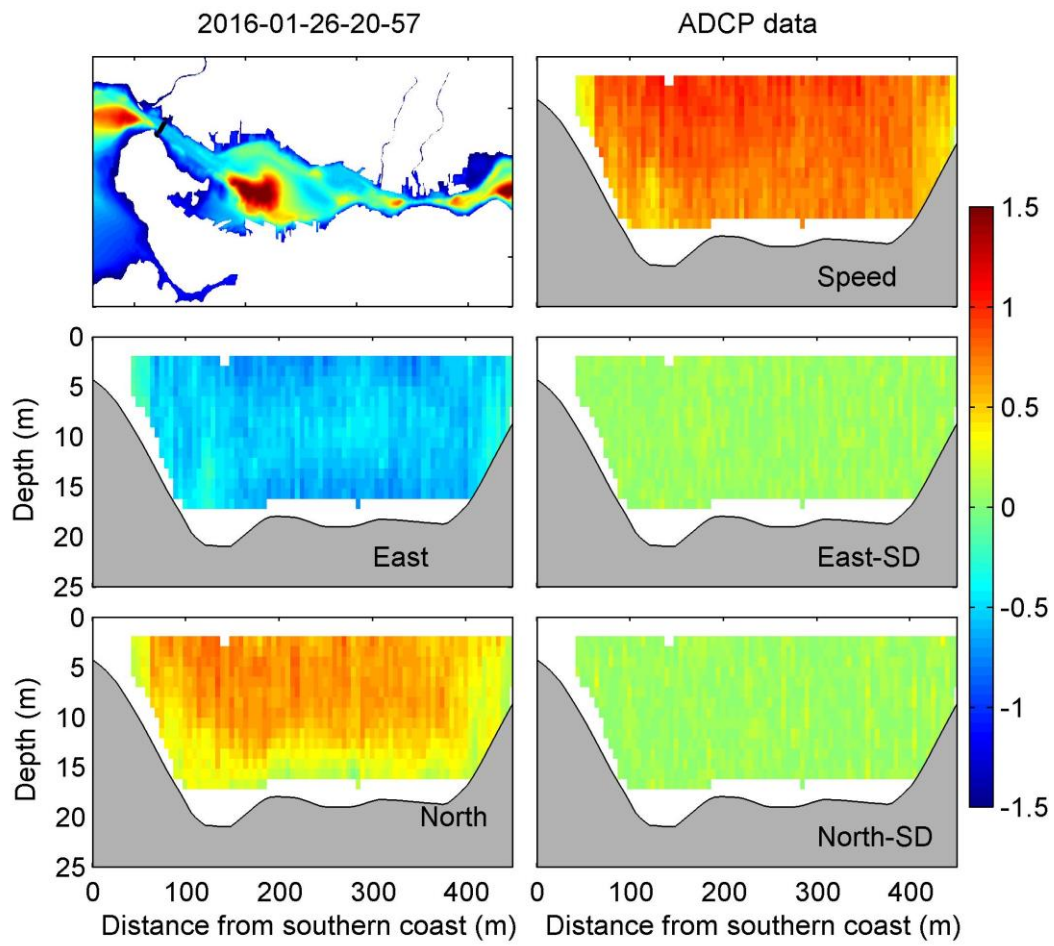 2016-01-26-20-57
ADCP data
Speed
1.5
1
0.5
0
-0.5
-1
-1.5
0
5
10
15
20
25
Depth (m)
East
East-SD
0
5
10
15
20
25
Depth (m)
North
North-SD
0 100 200 300 400
0 100 200 300 400
Distance from southern coast (m)
Distance from southern coast (m)